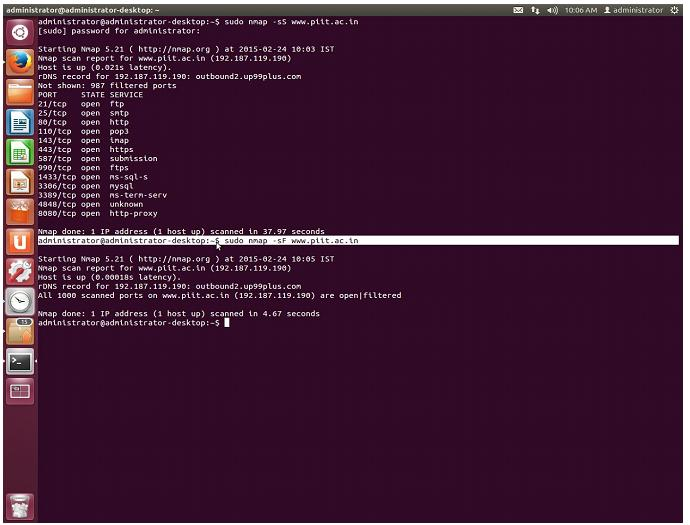 administrator@administrator-desktop: ~
10:06 AM administrator
administrator@administrator-desktop:~$ sudo nmap -sS www.piit.ac.in
[sudo] password for administrator:
Starting Nmap 5.21 ( http://nmap.org ) at 2015-02-24 10:03 IST
Nmap scan report for www.piit.ac.in (192.187.119.190)
Host is up (0.021s latency).
rDNS record for 192.187.119.190: outbound2.up99plus.com
Not shown: 987 filtered ports
PORT STATE SERVICE
21/tcp open ftp
25/tcp open smtp
80/tcp open http
110/tcp open pop3
143/tcp open imap
443/tcp open https
587/tcp open submission
990/tcp open ftps
1433/tcp open ms-sql-s
3306/tcp open mysql
3389/tcp open ms-term-serv
4848/tcp open unknown
8080/tcp open http-proxy
Nmap done: 1 IP address (1 host up) scanned in 37.97 seconds
administrator@administrator-desktop:~$ sudo nmap -sF www.piit.ac.in
Starting Nmap 5.21 ( http://nmap.org ) at 2015-02-24 10:05 IST
Nmap scan report for www.piit.ac.in (192.187.119.190)
Host is up (0.00018s latency).
rDNS record for 192.187.119.190: outbound2.up99plus.com
All 1000 scanned ports on www.piit.ac.in (192.187.119.190) are open|filtered
Nmap done: 1 IP address (1 host up) scanned in 4.67 seconds
administrator@administrator-desktop:~$